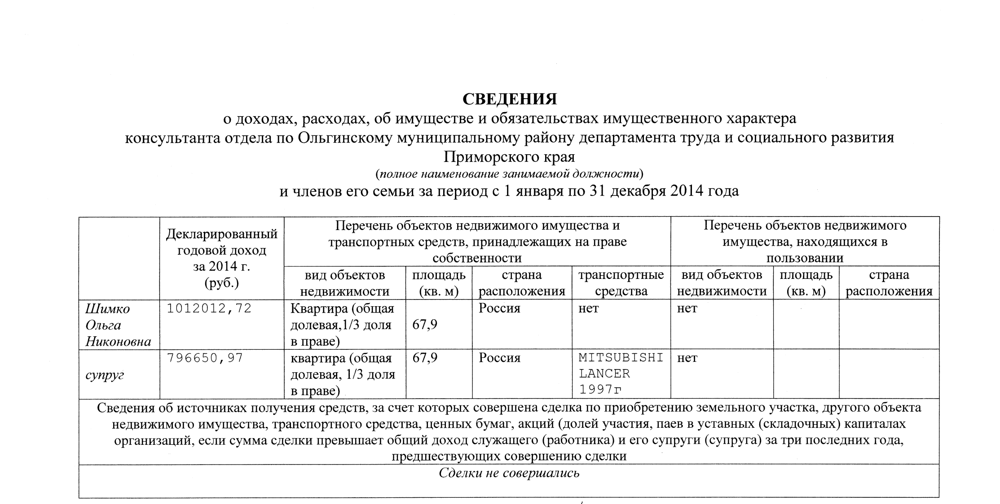 СВЕДЕНИЯ
о доходах, расходах, об имуществе и обязательствах имущественного характера
консультанта отдела по Ольгинскому муниципальному району департамента труда и социального развития
Приморского края
(полное наименование занимаемой должности)
и членов его семьи за период с 1 января по 31 декабря 2014 года
Декларированный
годовой доход
за 2014 г.
(руб.)
Перечень объектов недвижимого имущества и
транспортных средств, принадлежащих на праве
собственности
Перечень объектов недвижимого
имущества, находящихся в
пользовании
вид объектов
недвижимости
площадь
(кв. м)
страна
расположения
транспортные
средства
вид объектов
недвижимости
площадь
(кв. м)
страна
расположения
Шимко
Ольга
Никоновна
1012012,72
Квартира (общая
долевая,1/3 доля
в праве)
67,9
Россия
нет
нет
супруг
796650,97
квартира (общая
долевая, 1/3 доля
в праве)
67,9
Россия
MITSUBISHI
LANCER
1997г
нет
Сведения об источниках получения средств, за счет которых совершена сделка по приобретению земельного участка, другого объекта
недвижимого имущества, транспортного средства, ценных бумаг, акций (долей участия, паев в уставных (складочных) капиталах
организаций, если сумма сделки превышает общий доход служащего (работника) и его супруги (супруга) за три последних года,
предшествующих совершению сделки
Сделки не совершались